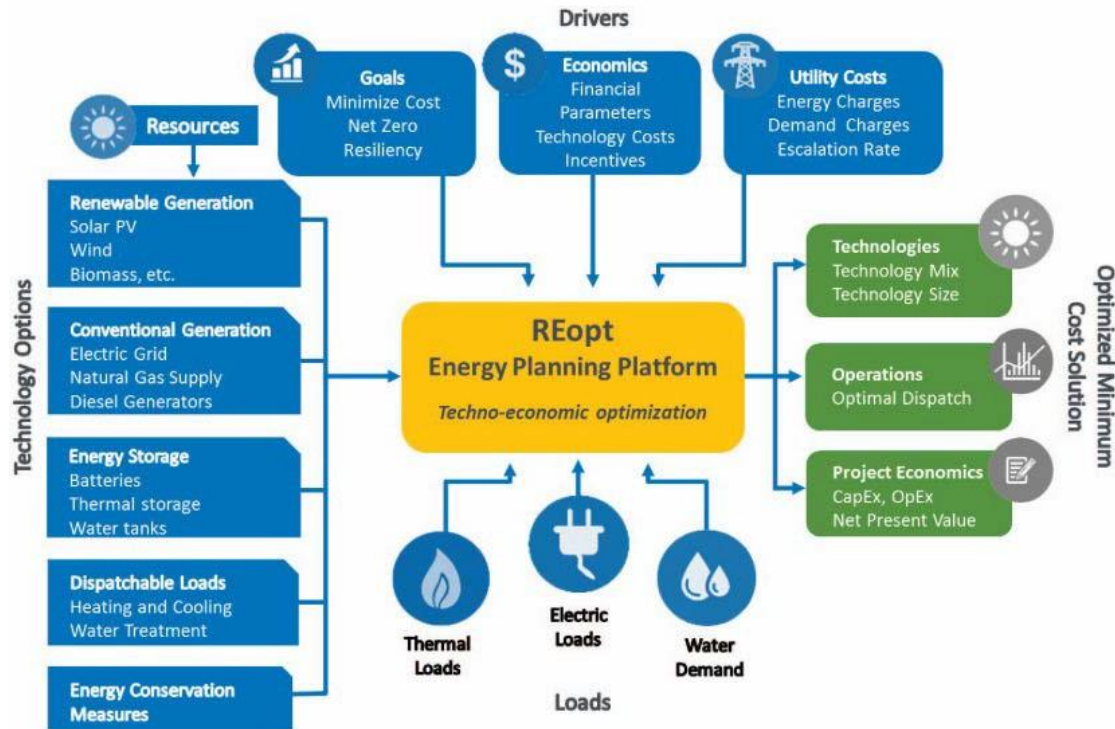 Drivers
Goals
Minimize Cost
Net Zero
Resiliency
$
Economics
Financial
Parameters
Technology Costs
Incentives
Utility Costs
Energy Charges
Demand Charges
Escalation Rate
Resources
Technology Options
Renewable Generation
Solar PV
Wind
Biomass, etc.
Conventional Generation
Electric Grid
Natural Gas Supply
Diesel Generators
Energy Storage
Batteries
Thermal storage
Water tanks
Dispatchable Loads
Heating and Cooling
Water Treatment
Energy Conservation
Measures
REopt
Energy Planning Platform
Techno-economic optimization
Thermal
Loads
Electric
Loads
Water
Demand
Loads
Technologies
Technology Mix
Technology Size
Operations
Optimal Dispatch
Project Economics
CapEx, OpEx
Net Present Value
Optimized Minimum
Cost Solution